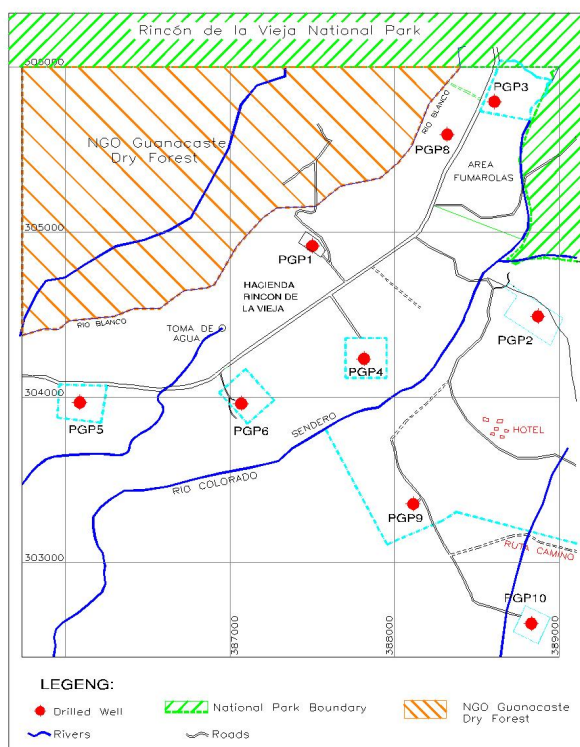 Rincón de la Vieja National Park
306000
PGP3
RIO BLANCO
NGO Guanacaste
Dry Forest
PGP8
AREA
FUMAROLAS
305000
PGP1
HACIENDA
RINCON DE
LA VIEJA
RIO BLANCO
TOMA DE
AGUA
PGP2
304000
PGP4
PGP5
PGP6
SENDERO
HOTEL
RIO COLORADO
PGP9
303000
RUTA CAMINO
PGP10
387000
388000
389000
LEGENG:
Drilled Well
National Park Boundary
NGO Guanacaste
Dry Forest
Rivers
Roads